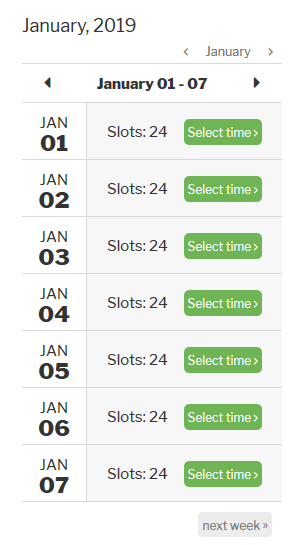 January, 2019
‹ January ›
January 01 - 07
JAN
01
Slots: 24 Select time ›
JAN
02
Slots: 24 Select time ›
JAN
03
Slots: 24 Select time ›
JAN
04
Slots: 24 Select time ›
JAN
05
Slots: 24 Select time ›
JAN
06
Slots: 24 Select time ›
JAN
07
Slots: 24 Select time ›
next week »